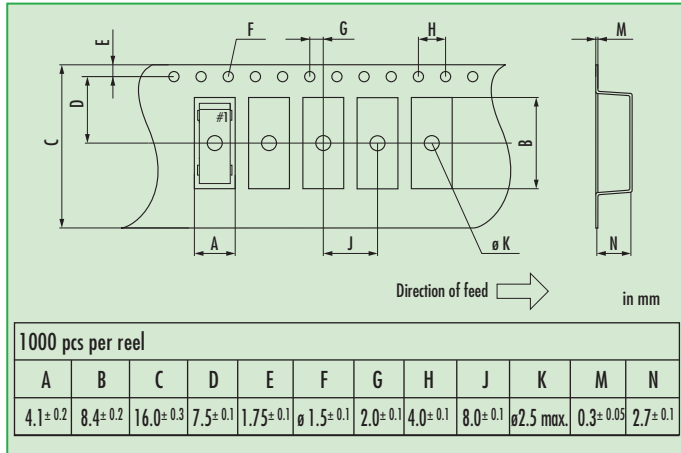 F G H M
E
D
C
#1
B
A J ø K N
Direction of feed
in mm
1000 pcs per reel
A B C D E F G H J K M N
4.1± 0.2 8.4± 0.2 16.0± 0.3 7.5± 0.1 1.75± 0.1 ø 1.5± 0.1 2.0± 0.1 4.0± 0.1 8.0± 0.1 ø2.5 max. 0.3± 0.05 2.7± 0.1